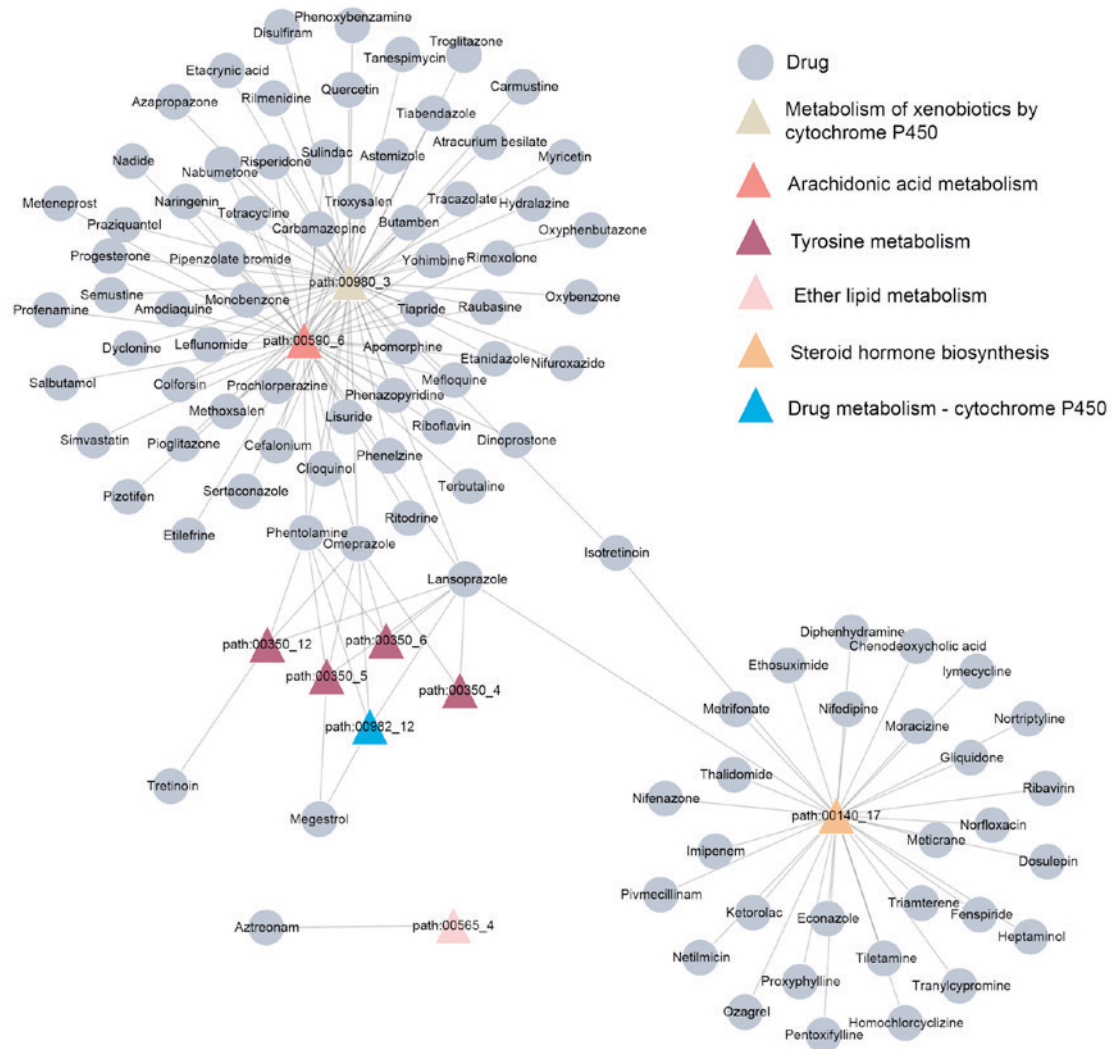 Phenoxybenzamine
Disulfiram
Troglitazone
Tanespimycin
Etacrynic acid
Quercetin
Carmustine
Azapropazone
Rilmenidine
Tiabendazole
Atracurium besilate
Sulindac
Astemizole
Myricetin
Nadide
Nabumetone
Risperidone
Meteneprost
Naringenin
Trioxysalen
Tracazolate
Hydralazine
Tetracycline
Praziquantel
Carbamazepine
Butamben
Oxyphenbutazone
Progesterone
Pipenzolate bromide
Yohimbine
Rimexolone
path:00980_3
Semustine
Monobenzone
Oxybenzone
Profenamine
Amodiaquine
Tiapride
Raubasine
path:00590_6
Dyclonine
Leflunomide
Apomorphine
Etanidazole
Nifuroxazide
Salbutamol
Colforsin
Prochlorperazine
Mefloquine
Phenazopyridine
Methoxsalen
Lisuride
Riboflavin
Simvastatin
Pioglitazone
Cefalonium
Dinoprostone
Clioquinol
Phenelzine
Pizotifen
Sertaconazole
Terbutaline
Etilefrine
Ritodrine
Phentolamine
Omeprazole
Isotretinoin
Lansoprazole
path:00350_12
path:00350_6
path:00350_5
path:00350_4
path:00982_12
Tretinoin
Megestrol
Aztreonam
path:00565_4
Drug
Metabolism of xenobiotics by
cytochrome P450
Arachidonic acid metabolism
Tyrosine metabolism
Ether lipid metabolism
Steroid hormone biosynthesis
Drug metabolism - cytochrome P450
Diphenhydramine
Chenodeoxycholic acid
Ethosuximide
lymecycline
Metrifonate
Nifedipine
Moracizine
Nortriptyline
Gliquidone
Thalidomide
Ribavirin
Nifenazone
path:00140_17
Norfloxacin
Meticrane
Imipenem
Dosulepin
Pivmecillinam
Triamterene
Ketorolac
Econazole
Fenspiride
Heptaminol
Netilmicin
Tiletamine
Proxyphylline
Tranylcypromine
Ozagrel
Homochlorcyclizine
Pentoxifylline